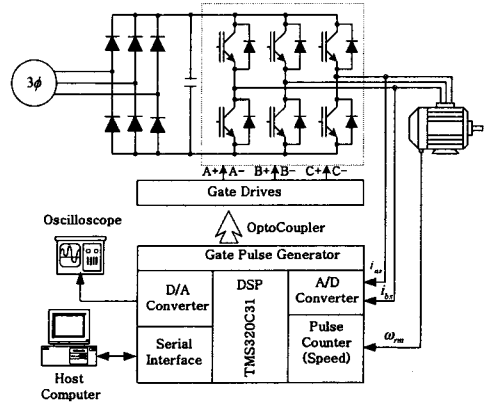 3ϕ
A+ A− B+ B− C+ C−
Gate Drives
Oscilloscope
OptoCoupler
Gate Pulse Generator
D/A
Converter
DSP
TMS320C31
A/D
Converter
Serial
Interface
Pulse
Counter
(Speed)
i_as
i_bs
ω_rm
Host
Computer